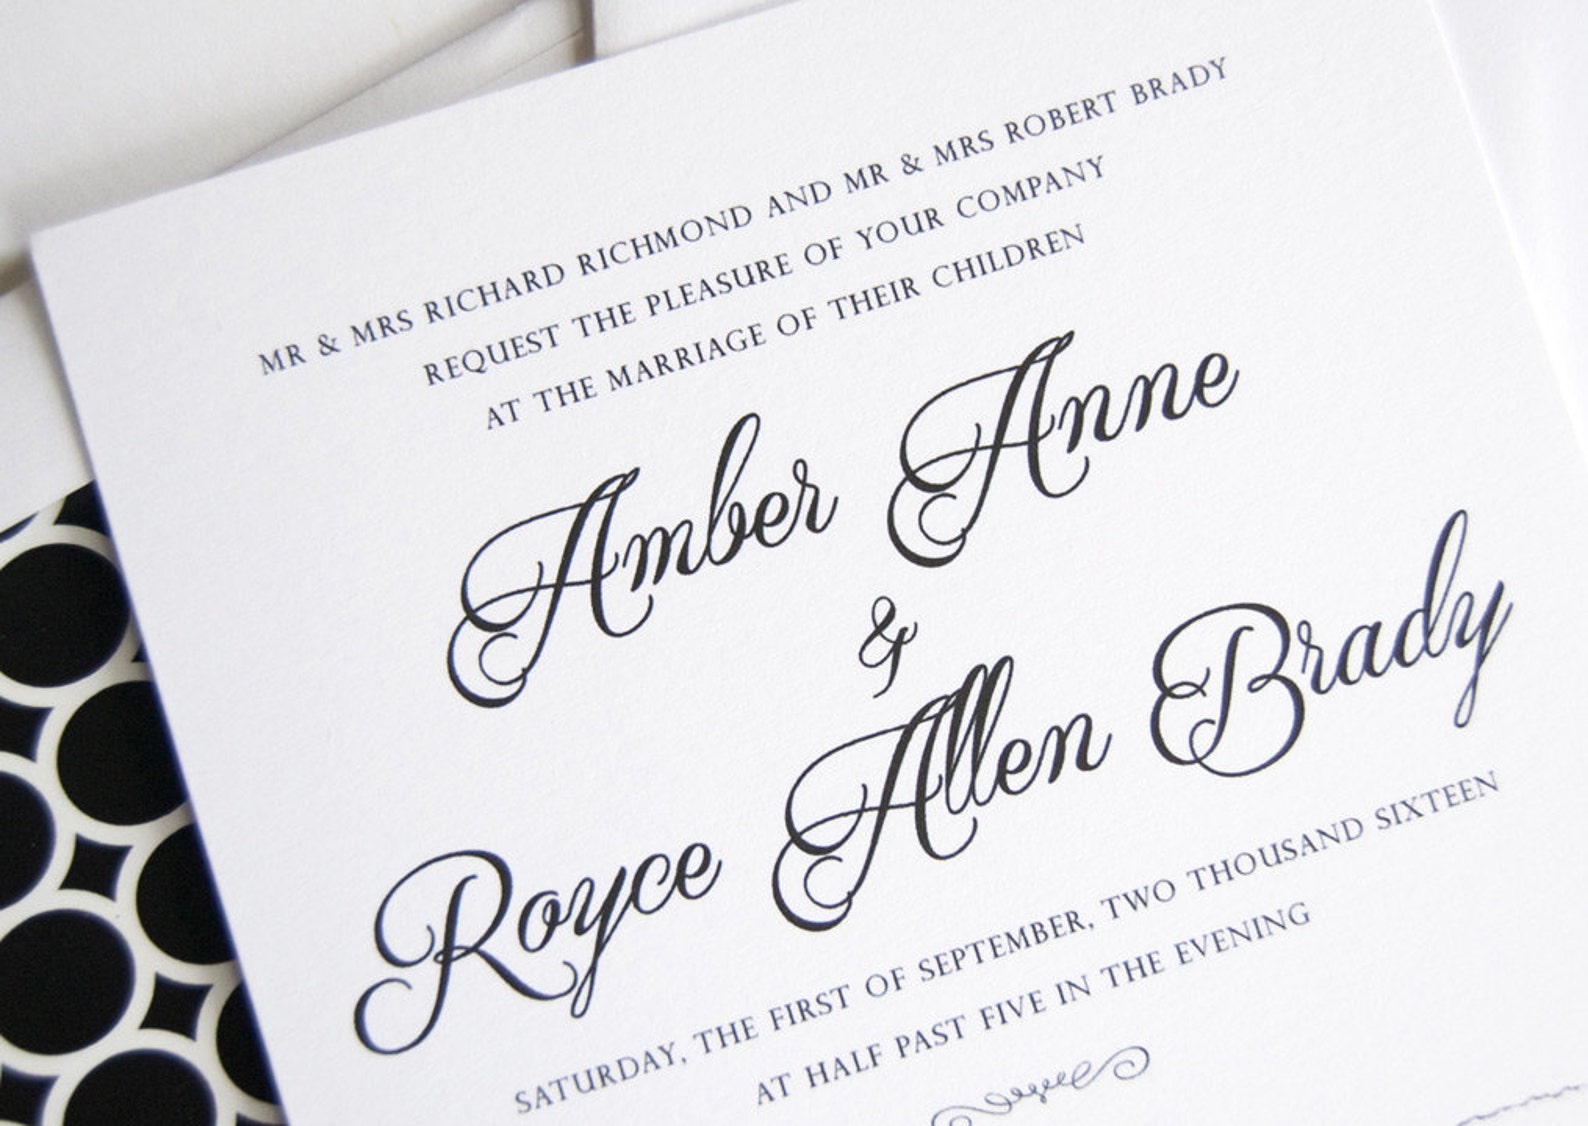 MR & MRS RICHARD RICHMOND AND MR & MRS ROBERT BRADY
REQUEST THE PLEASURE OF YOUR COMPANY
AT THE MARRIAGE OF THEIR CHILDREN
Amber Anne
&
Royce Allen Brady
SATURDAY, THE FIRST OF SEPTEMBER, TWO THOUSAND SIXTEEN
AT HALF PAST FIVE IN THE EVENING